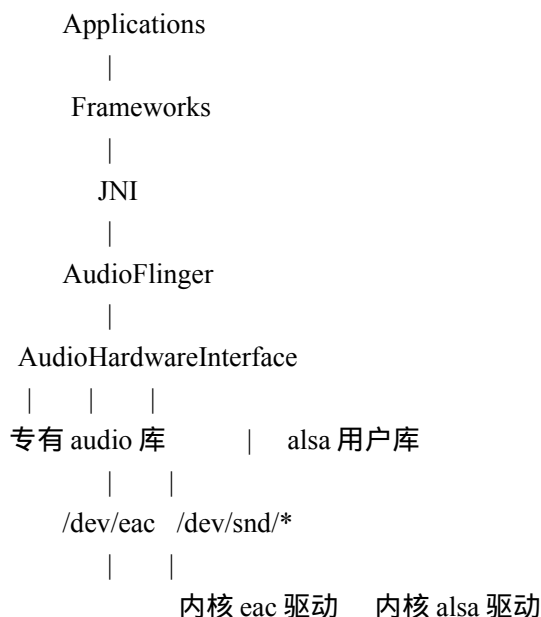 Applications
|
Frameworks
|
JNI
|
AudioFlinger
|
AudioHardwareInterface
| | |
专有 audio 库 | alsa 用户库
| |
/dev/eac /dev/snd/*
| |
内核 eac 驱动 内核 alsa 驱动